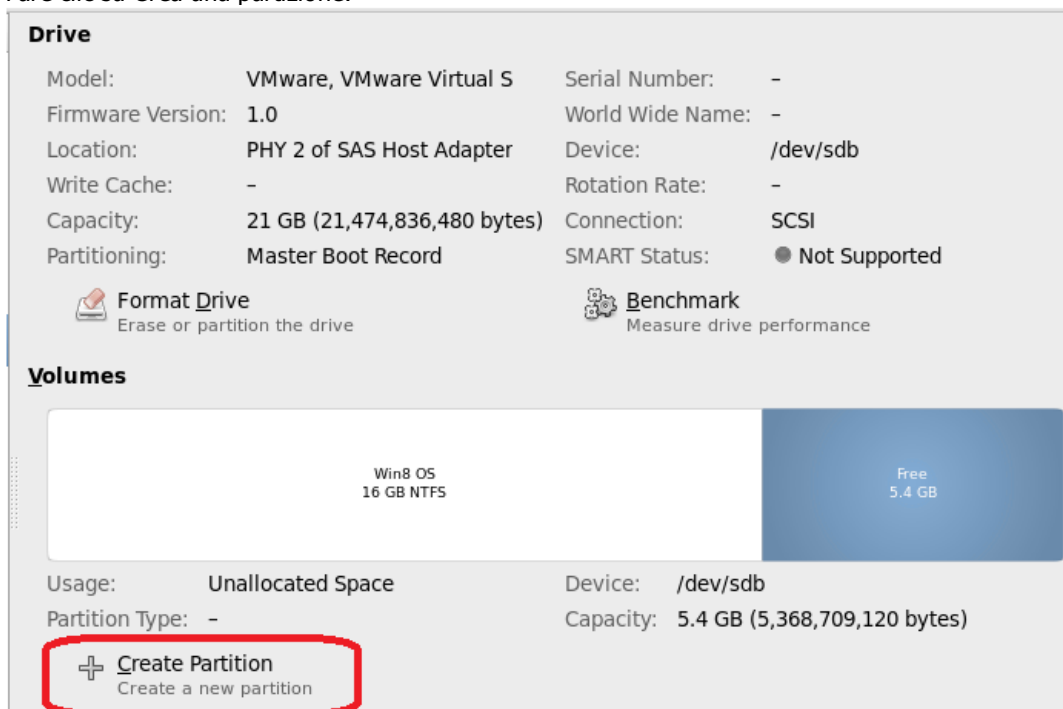 Drive
Model: VMware, VMware Virtual S Serial Number: –
Firmware Version: 1.0 World Wide Name: –
Location: PHY 2 of SAS Host Adapter Device: /dev/sdb
Write Cache: – Rotation Rate: –
Capacity: 21 GB (21,474,836,480 bytes) Connection: SCSI
Partitioning: Master Boot Record SMART Status: Not Supported
Format Drive Benchmark
Erase or partition the drive Measure drive performance
Volumes
Win8 OS Free
16 GB NTFS 5.4 GB
Usage: Unallocated Space Device: /dev/sdb
Partition Type: – Capacity: 5.4 GB (5,368,709,120 bytes)
Create Partition
Create a new partition